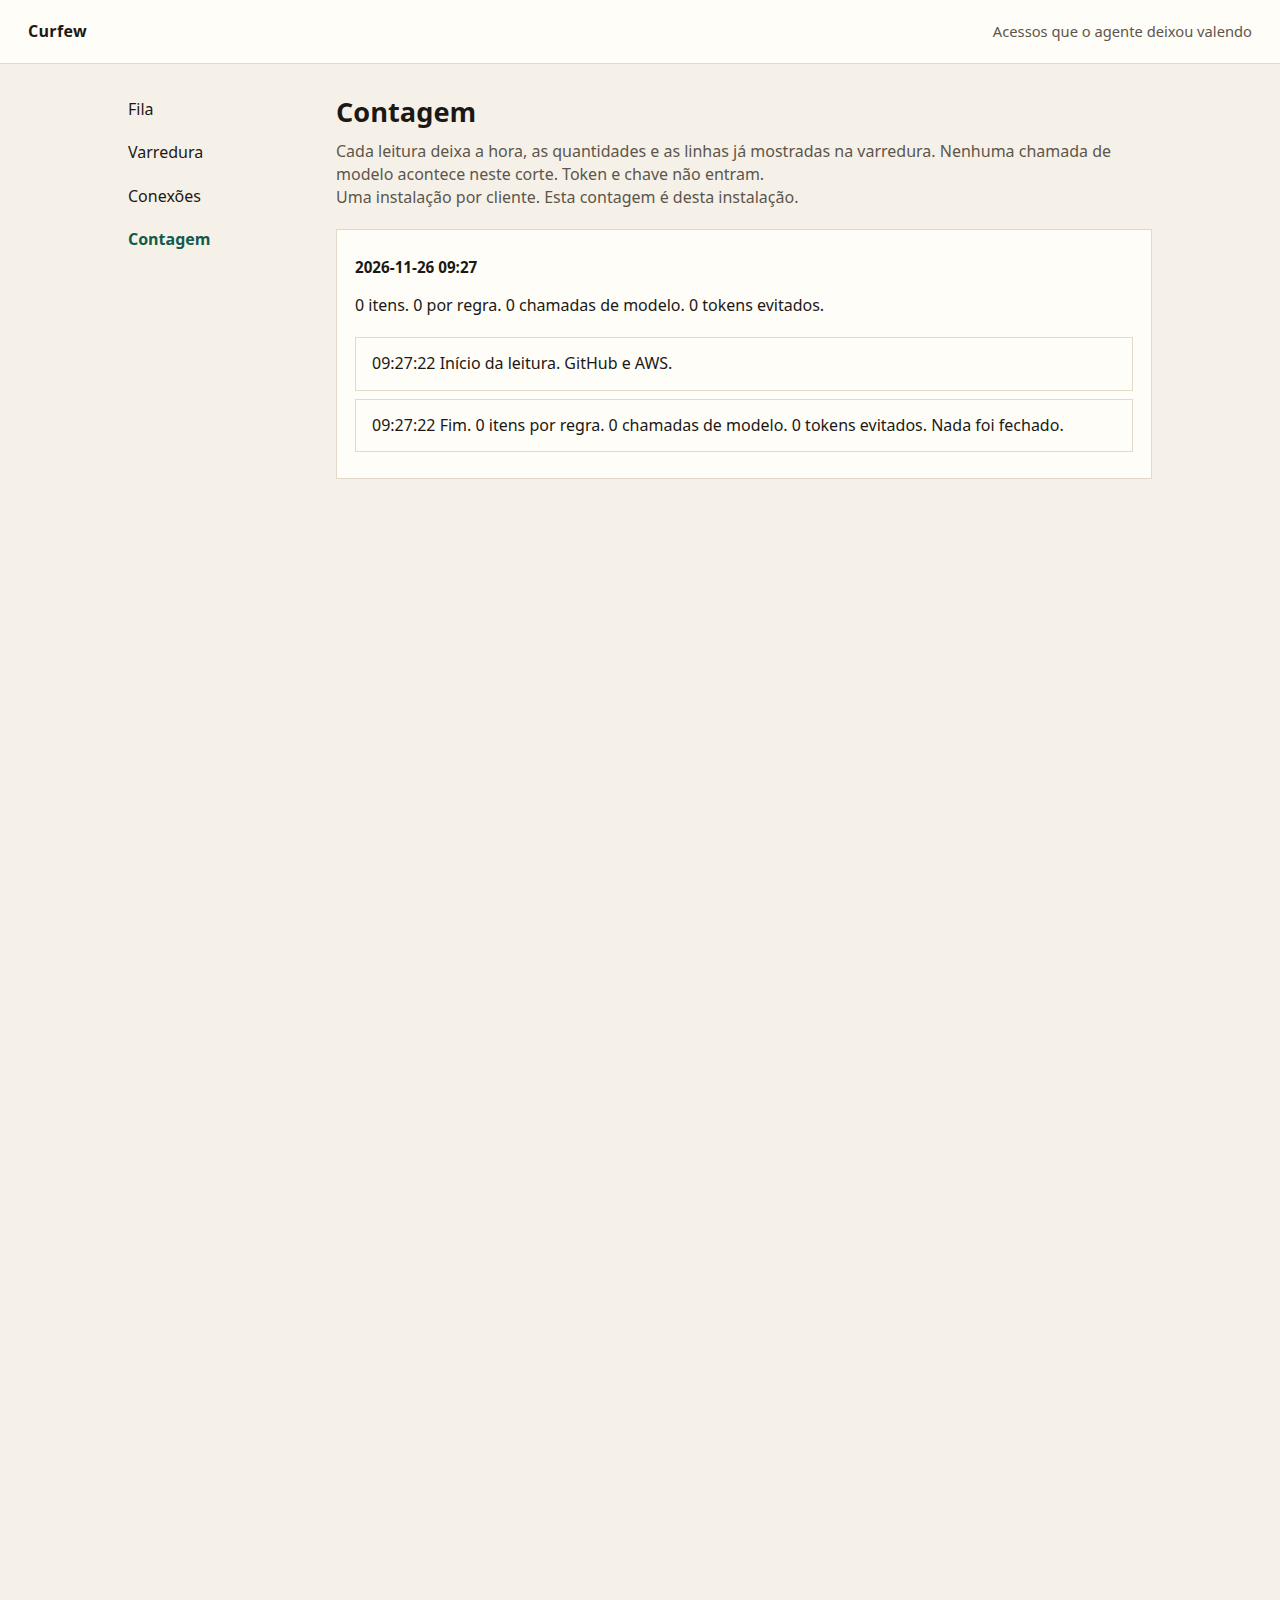 Curfew
Acessos que o agente deixou valendo
Fila
Varredura
Conexões
Contagem
Contagem
Cada leitura deixa a hora, as quantidades e as linhas já mostradas na varredura. Nenhuma chamada de
modelo acontece neste corte. Token e chave não entram.
Uma instalação por cliente. Esta contagem é desta instalação.
2026-11-26 09:27
0 itens. 0 por regra. 0 chamadas de modelo. 0 tokens evitados.
09:27:22 Início da leitura. GitHub e AWS.
09:27:22 Fim. 0 itens por regra. 0 chamadas de modelo. 0 tokens evitados. Nada foi fechado.